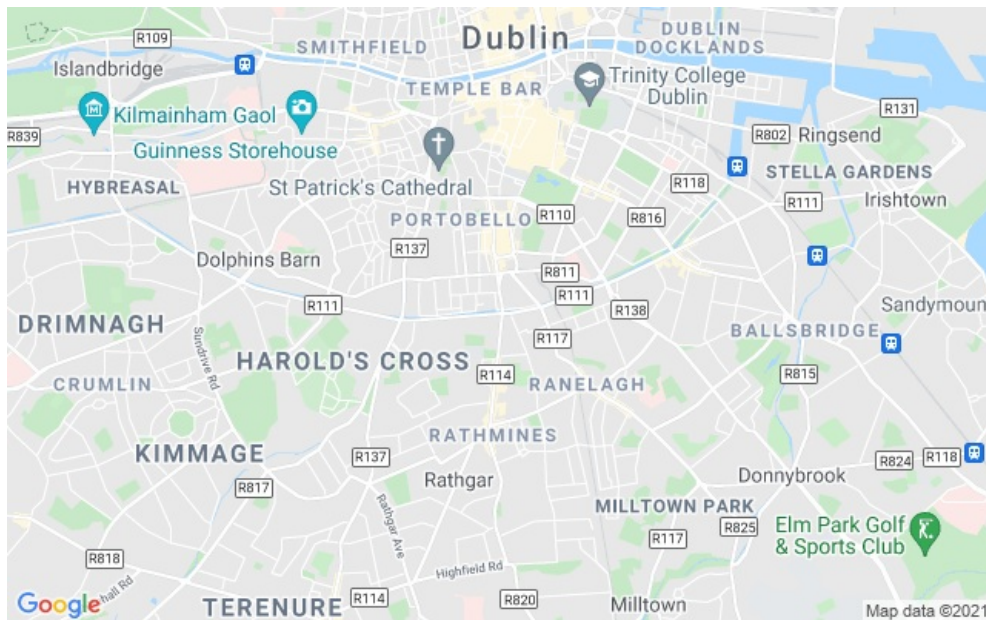 Dublin
DUBLIN
DOCKLANDS
R109
SMITHFIELD
Islandbridge
TEMPLE BAR
Trinity College
Dublin
Kilmainham Gaol
R131
R839
R802
Ringsend
Guinness Storehouse
St Patrick's Cathedral
HYBREASAL
R118
STELLA GARDENS
R111
Irishtown
PORTOBELLO
R110
R816
R137
Dolphins Barn
R811
R111
R111
R138
Sandymoun
DRIMNAGH
BALLSBRIDGE
Sundrive Rd
R117
HAROLD'S CROSS
R114
R815
CRUMLIN
RANELAGH
RATHMINES
KIMMAGE
R137
R824
R118
Rathgar
Donnybrook
R817
MILLTOWN PARK
Rathgar Ave
R825
Elm Park Golf
& Sports Club
R117
R818
Highfield Rd
hall Rd
Google
TERENURE
R114
R820
Milltown
Map data ©2021